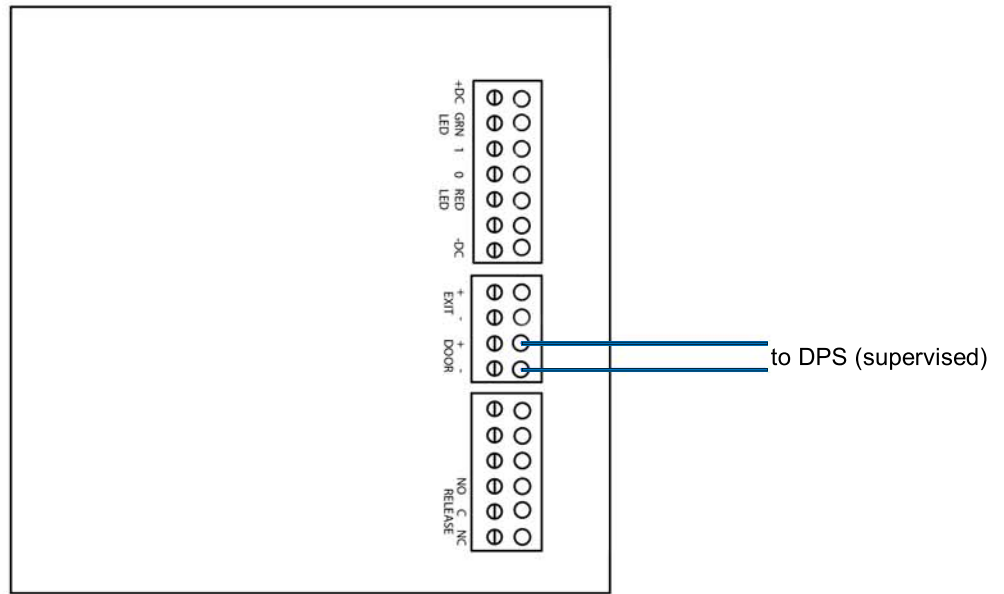 +DC
GRN
LED
1
0
RED
LED
-DC
+
EXIT
-
+
DOOR
-
to DPS (supervised)
NO
C
NC
RELEASE